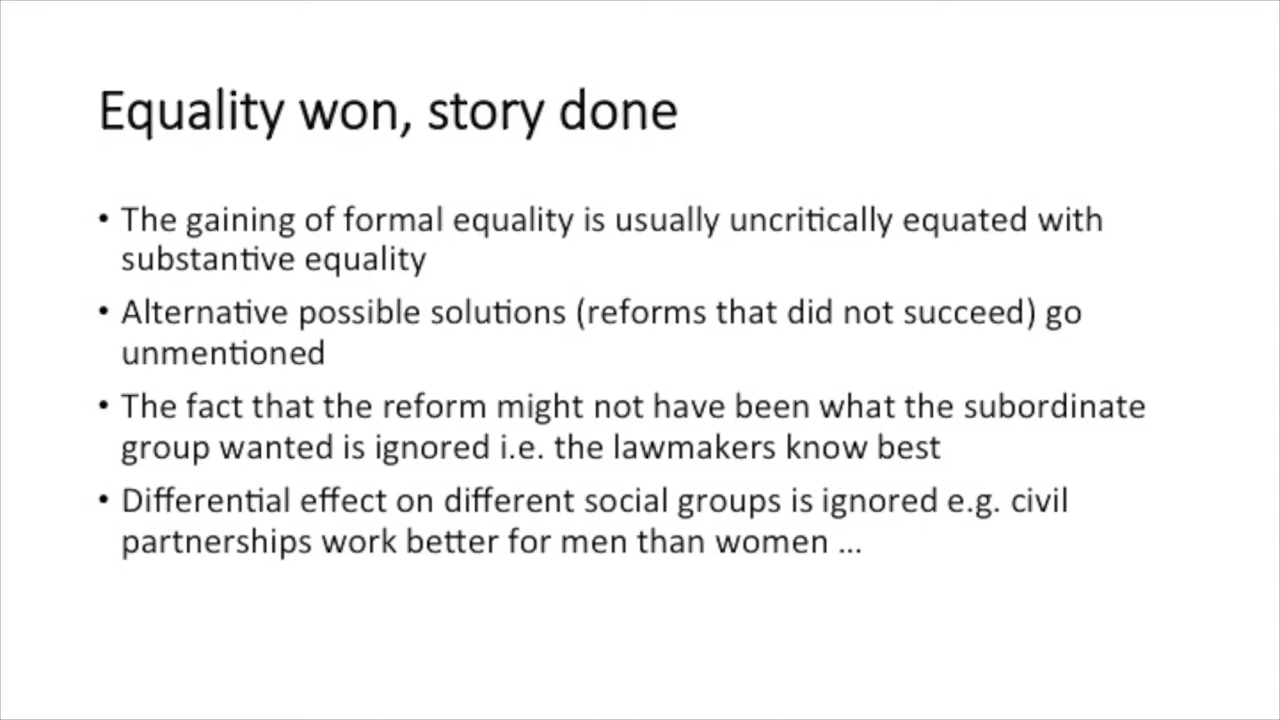 Equality won, story done
• The gaining of formal equality is usually uncritically equated with
substantive equality
• Alternative possible solutions (reforms that did not succeed) go
unmentioned
• The fact that the reform might not have been what the subordinate
group wanted is ignored i.e. the lawmakers know best
• Differential effect on different social groups is ignored e.g. civil
partnerships work better for men than women ...